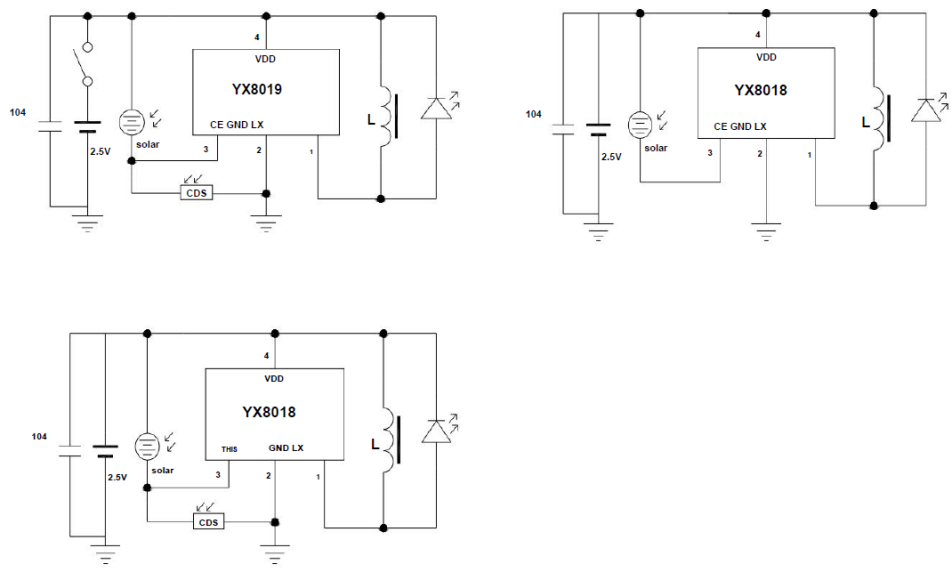 4
VDD
YX8019
104
CE GND LX
L
2.5V
solar
3
2
1
CDS
4
VDD
YX8018
104
CE GND LX
L
2.5V
solar
3
2
1
4
VDD
YX8018
104
THIS GND LX
L
2.5V
solar
3
2
1
CDS